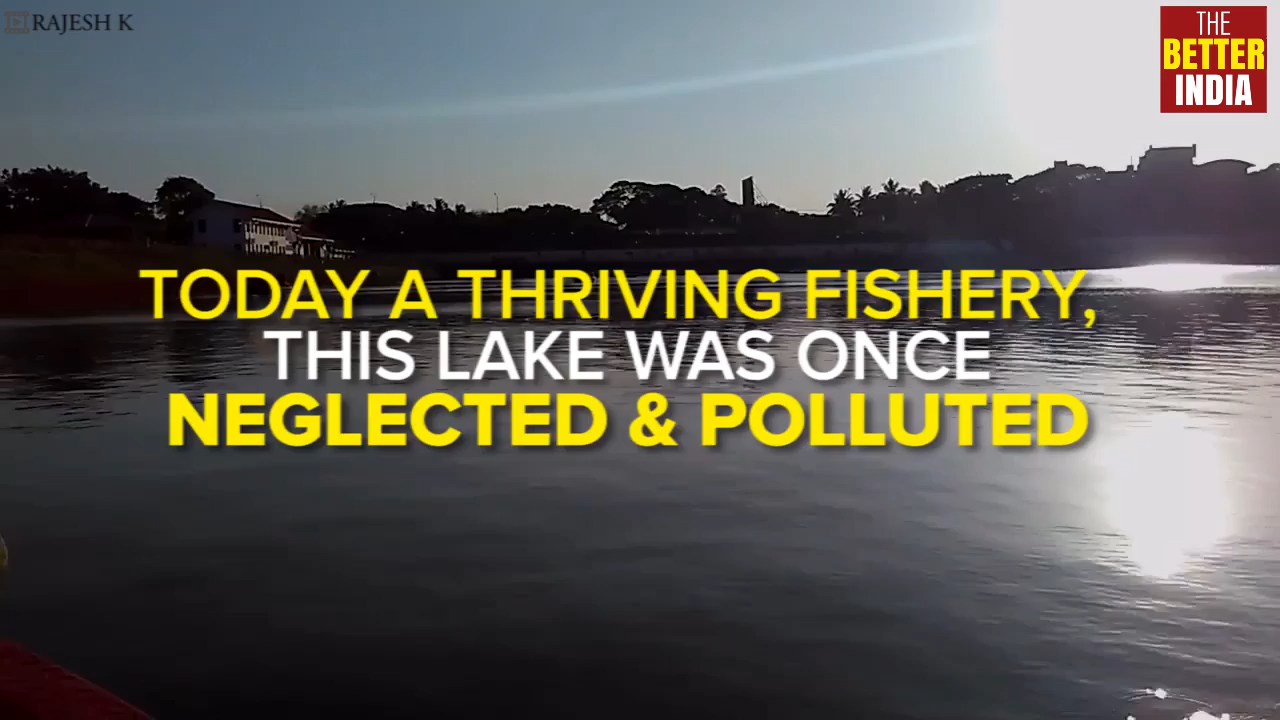 RAJESH K
THE
BETTER
INDIA
TODAY A THRIVING FISHERY,
THIS LAKE WAS ONCE
NEGLECTED & POLLUTED